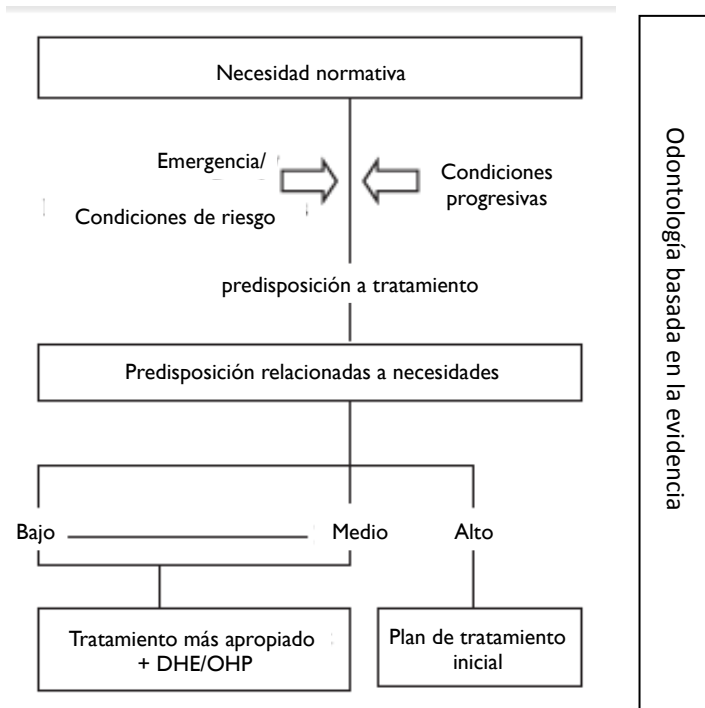 Necesidad normativa
Emergencia/
Condiciones de riesgo
Condiciones
progresivas
predisposición a tratamiento
Predisposición relacionadas a necesidades
Bajo
Medio
Alto
Tratamiento más apropiado
+ DHE/OHP
Plan de tratamiento
inicial
Odontología basada en la evidencia